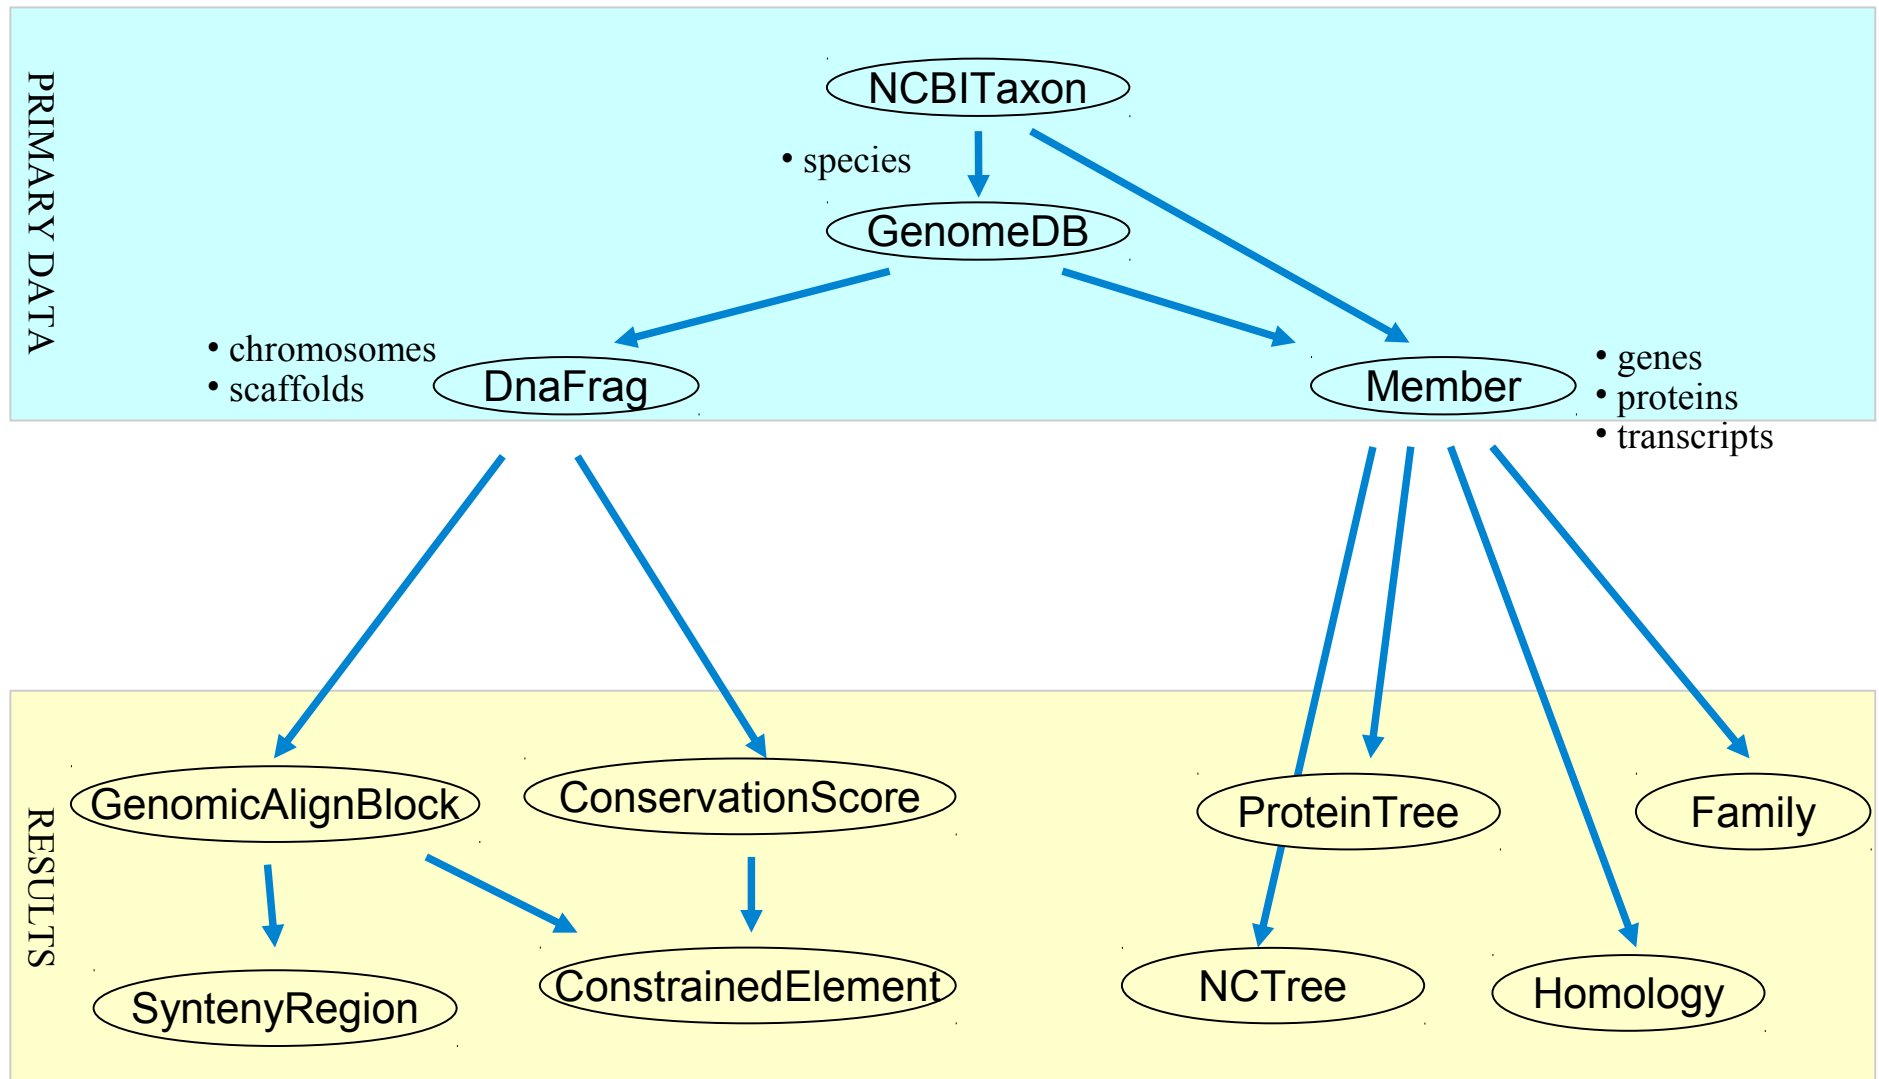 PRIMARY DATA
NCBITaxon
• species
GenomeDB
• chromosomes
• scaffolds
DnaFrag
Member
• genes
• proteins
• transcripts
RESULTS
GenomicAlignBlock
ConservationScore
ProteinTree
Family
SyntenyRegion
ConstrainedElement
NCTree
Homology